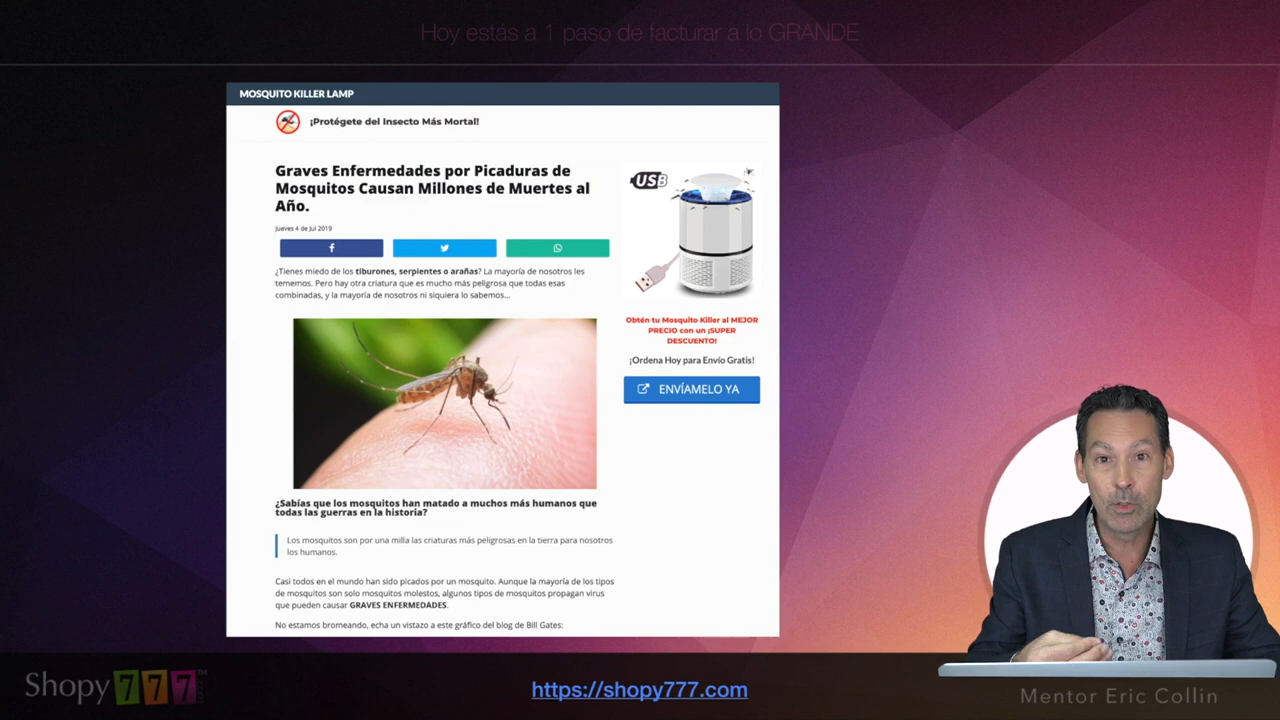 Hoy estás a 1 paso de facturar a lo GRANDE
MOSQUITO KILLER LAMP
¡Protégete del Insecto Más Mortal!
Graves Enfermedades por Picaduras de
Mosquitos Causan Millones de Muertes al
Año.
Jueves 4 de Jul 2019
¿Tienes miedo de los tiburones, serpientes o arañas? La mayoría de nosotros les
tememos. Pero hay otra criatura que es mucho más peligrosa que todas esas
combinadas, y la mayoría de nosotros ni siquiera lo sabemos...
¿Sabías que los mosquitos han matado a muchos más humanos que
todas las guerras en la historia?
Los mosquitos son por una milla las criaturas más peligrosas en la tierra para nosotros
los humanos.
Casi todos en el mundo han sido picados por un mosquito. Aunque la mayoría de los tipos
de mosquitos son solo mosquitos molestos, algunos tipos de mosquitos propagan virus
que pueden causar GRAVES ENFERMEDADES.
No estamos bromeando, echa un vistazo a este gráfico del blog de Bill Gates:
USB
Obtén tu Mosquito Killer al MEJOR
PRECIO con un ¡SUPER
DESCUENTO!
¡Ordena Hoy para Envío Gratis!
ENVÍAMELO YA
Shopy777™
https://shopy777.com
Mentor Eric Collin